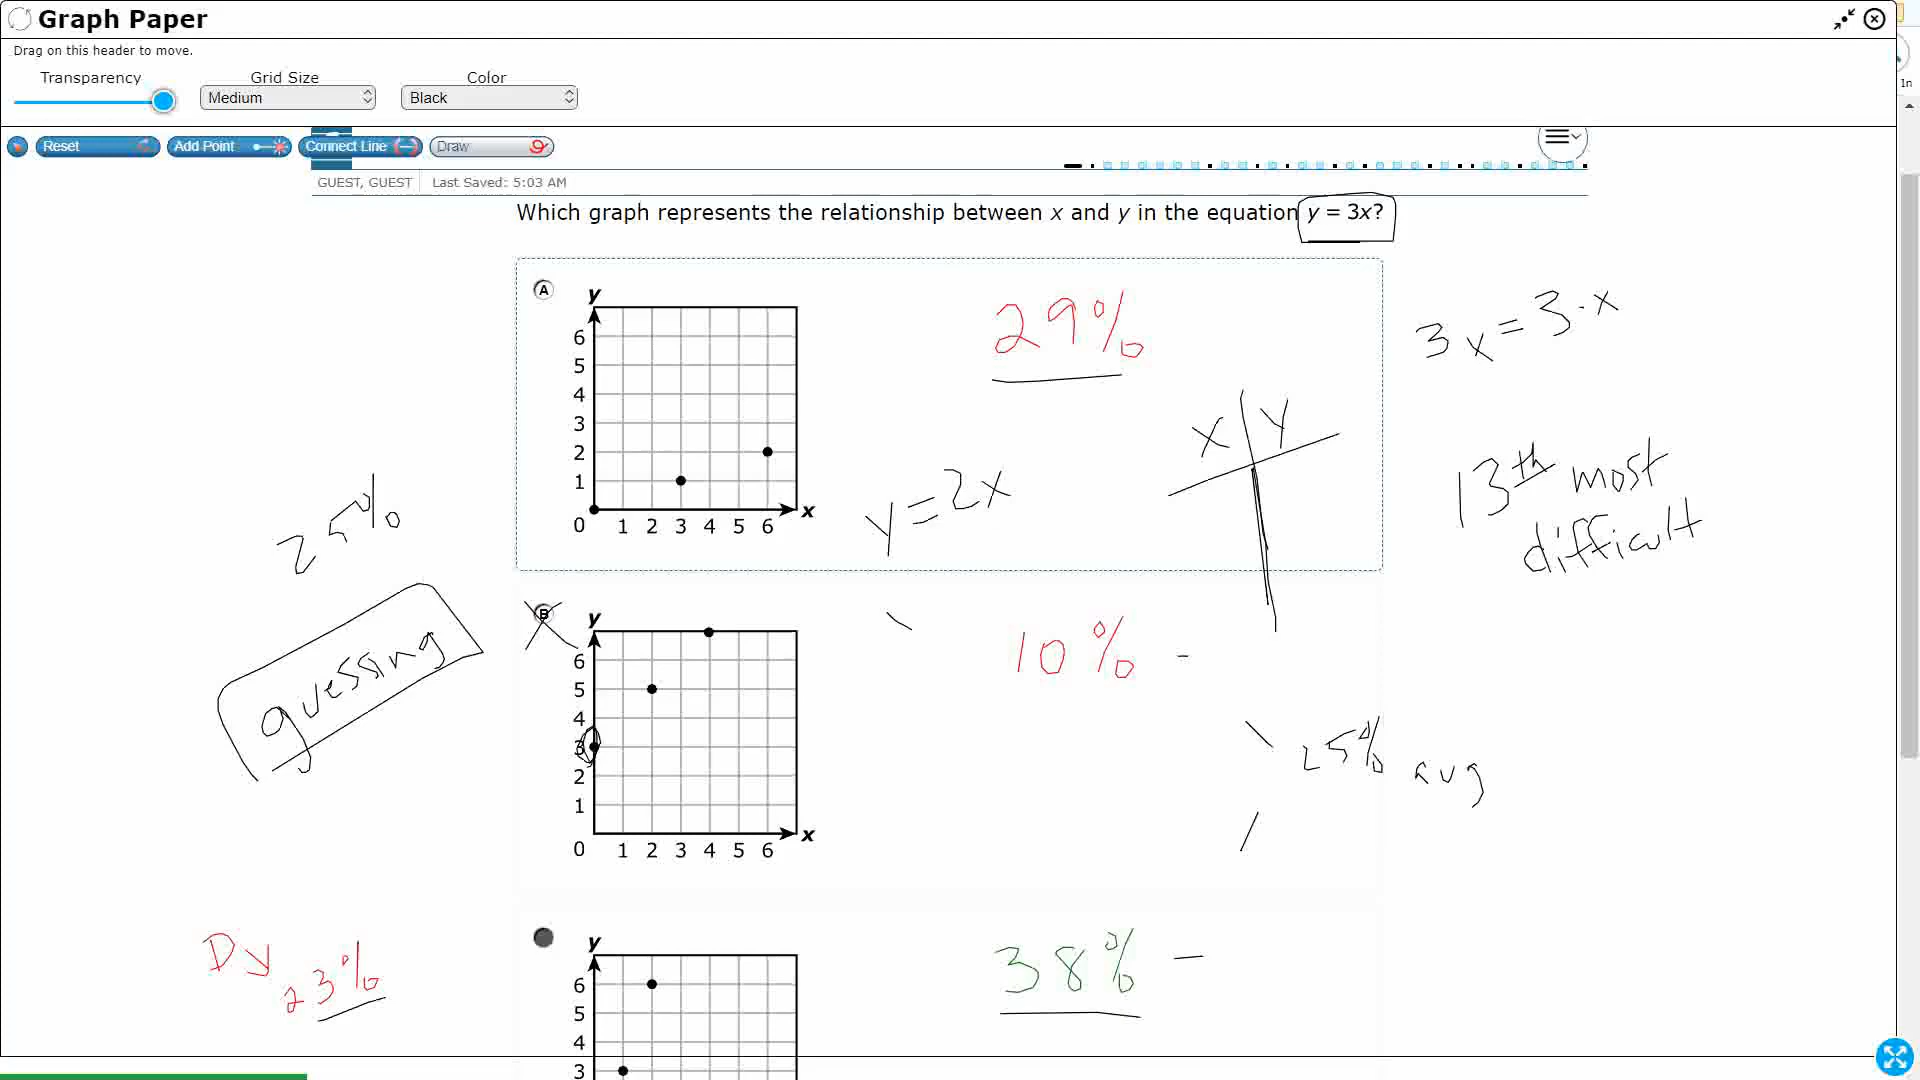 Graph Paper
Drag on this header to move.
Transparency
Grid Size
Color
Medium
Black
Reset
Add Point
Connect Line
Draw
1n
GUEST, GUEST
Last Saved: 5:03 AM
Which graph represents the relationship between x and y in the equation y = 3x?
A
y
6
5
4
3
2
1
0
1 2 3 4 5 6
x
29%
3x = 3·x
X Y
y = 2x
13th most
difficult
25%
guessing
B
y
6
5
4
3
2
1
0
1 2 3 4 5 6
x
10% -
25% avg
D
23%
y
6
5
4
3
38% -